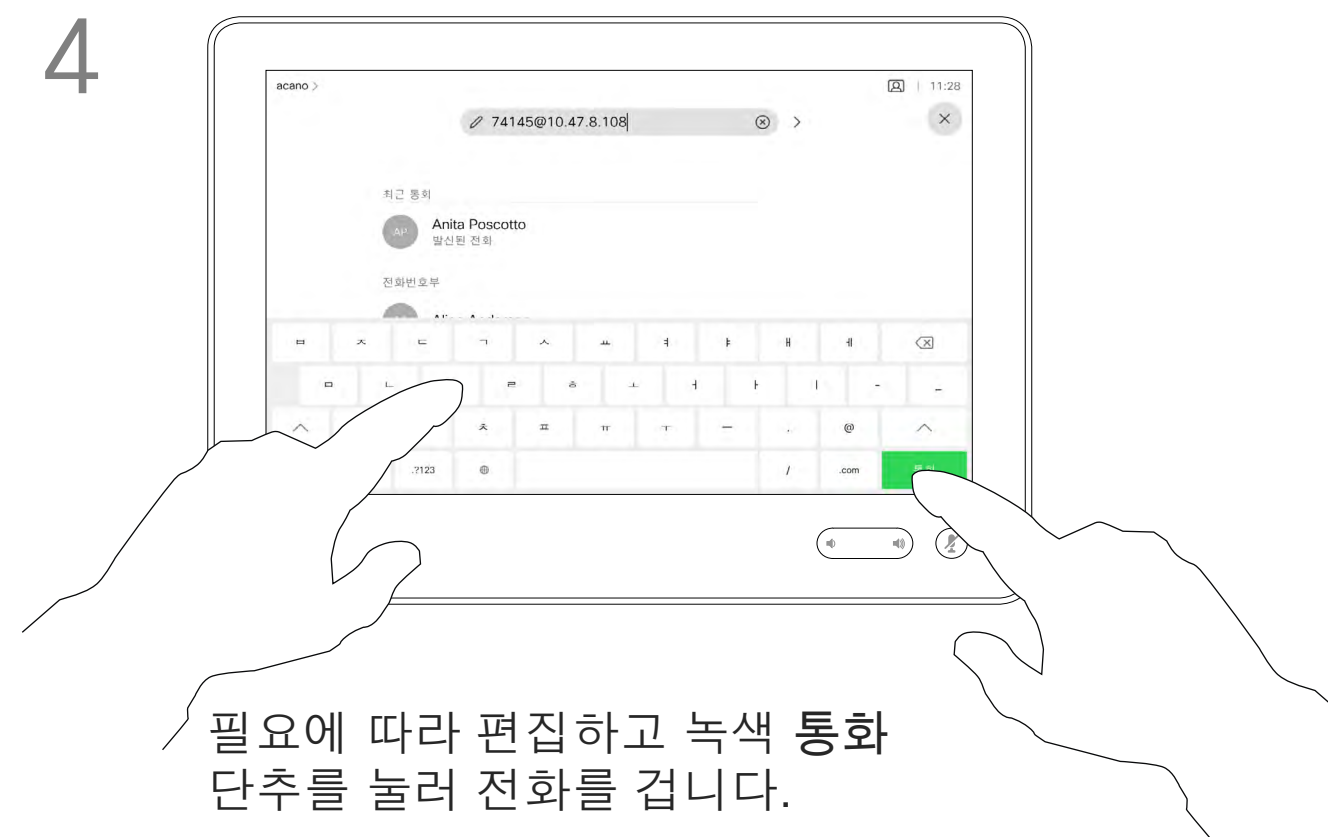 4
acano >
11:28
74145@10.47.8.108
최근 통화
AP
Anita Poscotto
발신된 전화
전화번호부
ㅂ ㅈ ㄷ ㄱ ㅅ ㅛ ㅕ ㅑ ㅐ ㅔ
ㅁ ㄴ ㄹ ㅎ ㅗ ㅓ ㅏ ㅣ - _
ㅊ ㅍ ㅠ ㅜ ㅡ . @
.?123 / .com
필요에 따라 편집하고 녹색 통화
단추를 눌러 전화를 겁니다.